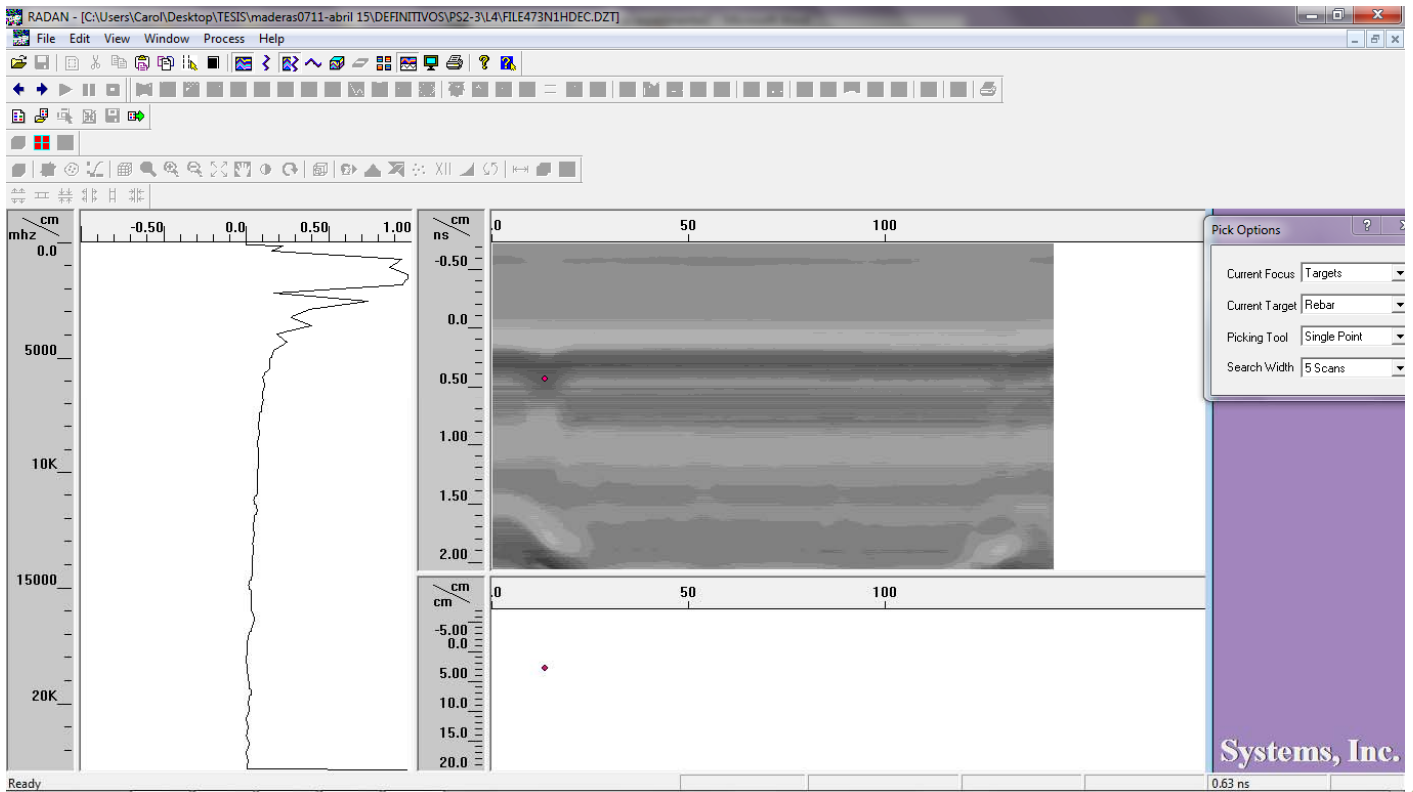 RADAN - [C:\Users\Carol\Desktop\TESIS\maderas0711-abril 15\DEFINITIVOS\PS2-3\L4\FILE473N1HDEC.DZT]
File Edit View Window Process Help
cm
mhz
-0.50 0.0 0.50 1.00
0.0
5000
10K
15000
20K
cm
ns
.0 50 100
-0.50
0.0
0.50
1.00
1.50
2.00
cm
cm
.0 50 100
-5.00
0.0
5.00
10.0
15.0
20.0
Pick Options
Current Focus Targets
Current Target Rebar
Picking Tool Single Point
Search Width 5 Scans
Systems, Inc.
Ready 0.63 ns